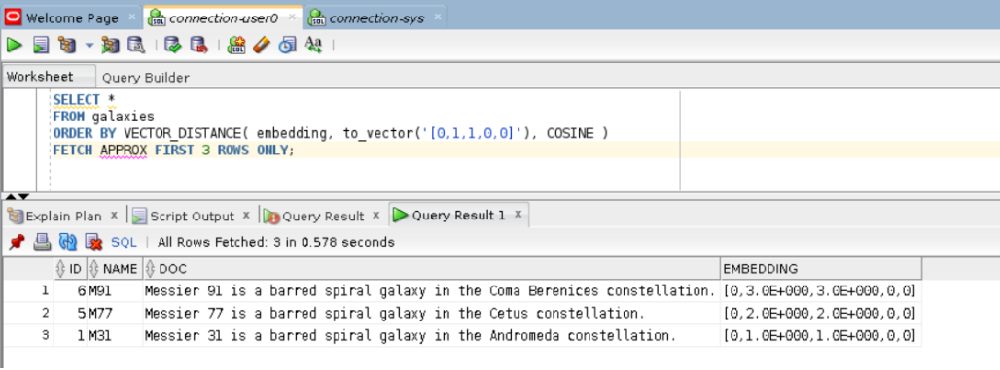 Welcome Page × connection-user0 × connection-sys ×
Worksheet Query Builder
SELECT *
FROM galaxies
ORDER BY VECTOR_DISTANCE( embedding, to_vector('[0,1,1,0,0]'), COSINE )
FETCH APPROX FIRST 3 ROWS ONLY;
Explain Plan × Script Output × Query Result × Query Result 1 ×
SQL | All Rows Fetched: 3 in 0.578 seconds
ID NAME DOC EMBEDDING
1 6 M91 Messier 91 is a barred spiral galaxy in the Coma Berenices constellation. [0,3.0E+000,3.0E+000,0,0]
2 5 M77 Messier 77 is a barred spiral galaxy in the Cetus constellation. [0,2.0E+000,2.0E+000,0,0]
3 1 M31 Messier 31 is a barred spiral galaxy in the Andromeda constellation. [0,1.0E+000,1.0E+000,0,0]